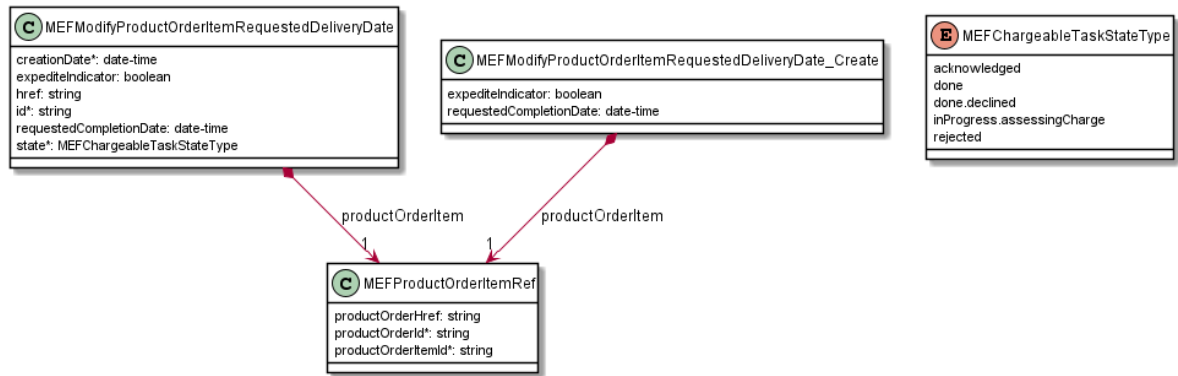 C MEFModifyProductOrderItemRequestedDeliveryDate
creationDate*: date-time
expediteIndicator: boolean
href: string
id*: string
requestedCompletionDate: date-time
state*: MEFChargeableTaskStateType
C MEFModifyProductOrderItemRequestedDeliveryDate_Create
expediteIndicator: boolean
requestedCompletionDate: date-time
E MEFChargeableTaskStateType
acknowledged
done
done.declined
inProgress.assessingCharge
rejected
productOrderItem
1
productOrderItem
1
C MEFProductOrderItemRef
productOrderHref: string
productOrderId*: string
productOrderItemId*: string